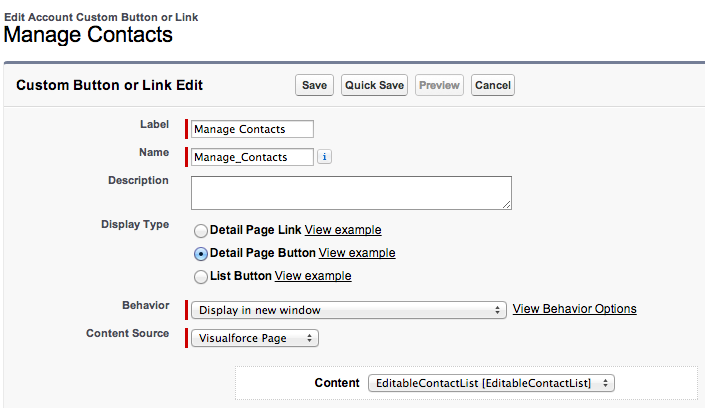 Edit Account Custom Button or Link
Manage Contacts
Custom Button or Link Edit Save Quick Save Preview Cancel
Label Manage Contacts
Name Manage_Contacts i
Description
Display Type
Detail Page Link View example
Detail Page Button View example
List Button View example
Behavior Display in new window View Behavior Options
Content Source Visualforce Page
Content EditableContactList [EditableContactList]